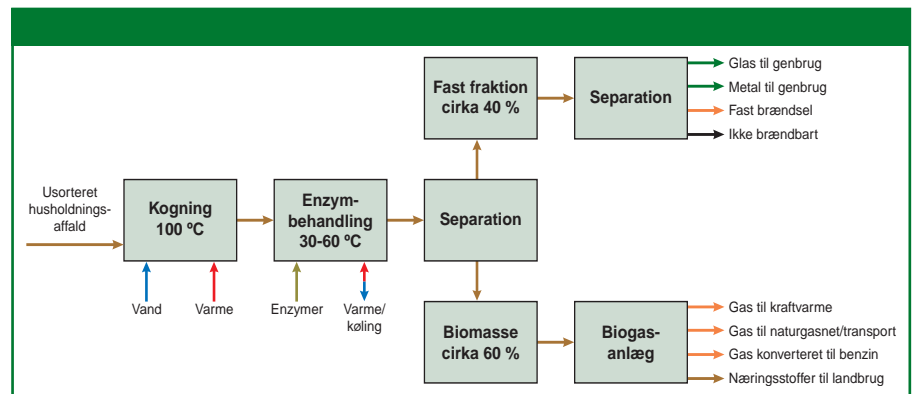 Usorteret
husholdnings-
affald
Kogning
100 ºC
Vand
Varme
Enzym-
behandling
30-60 ºC
Enzymer
Varme/
køling
Separation
Fast fraktion
cirka 40 %
Separation
Glas til genbrug
Metal til genbrug
Fast brændsel
Ikke brændbart
Biomasse
cirka 60 %
Biogas-
anlæg
Gas til kraftvarme
Gas til naturgasnet/transport
Gas konverteret til benzin
Næringsstoffer til landbrug